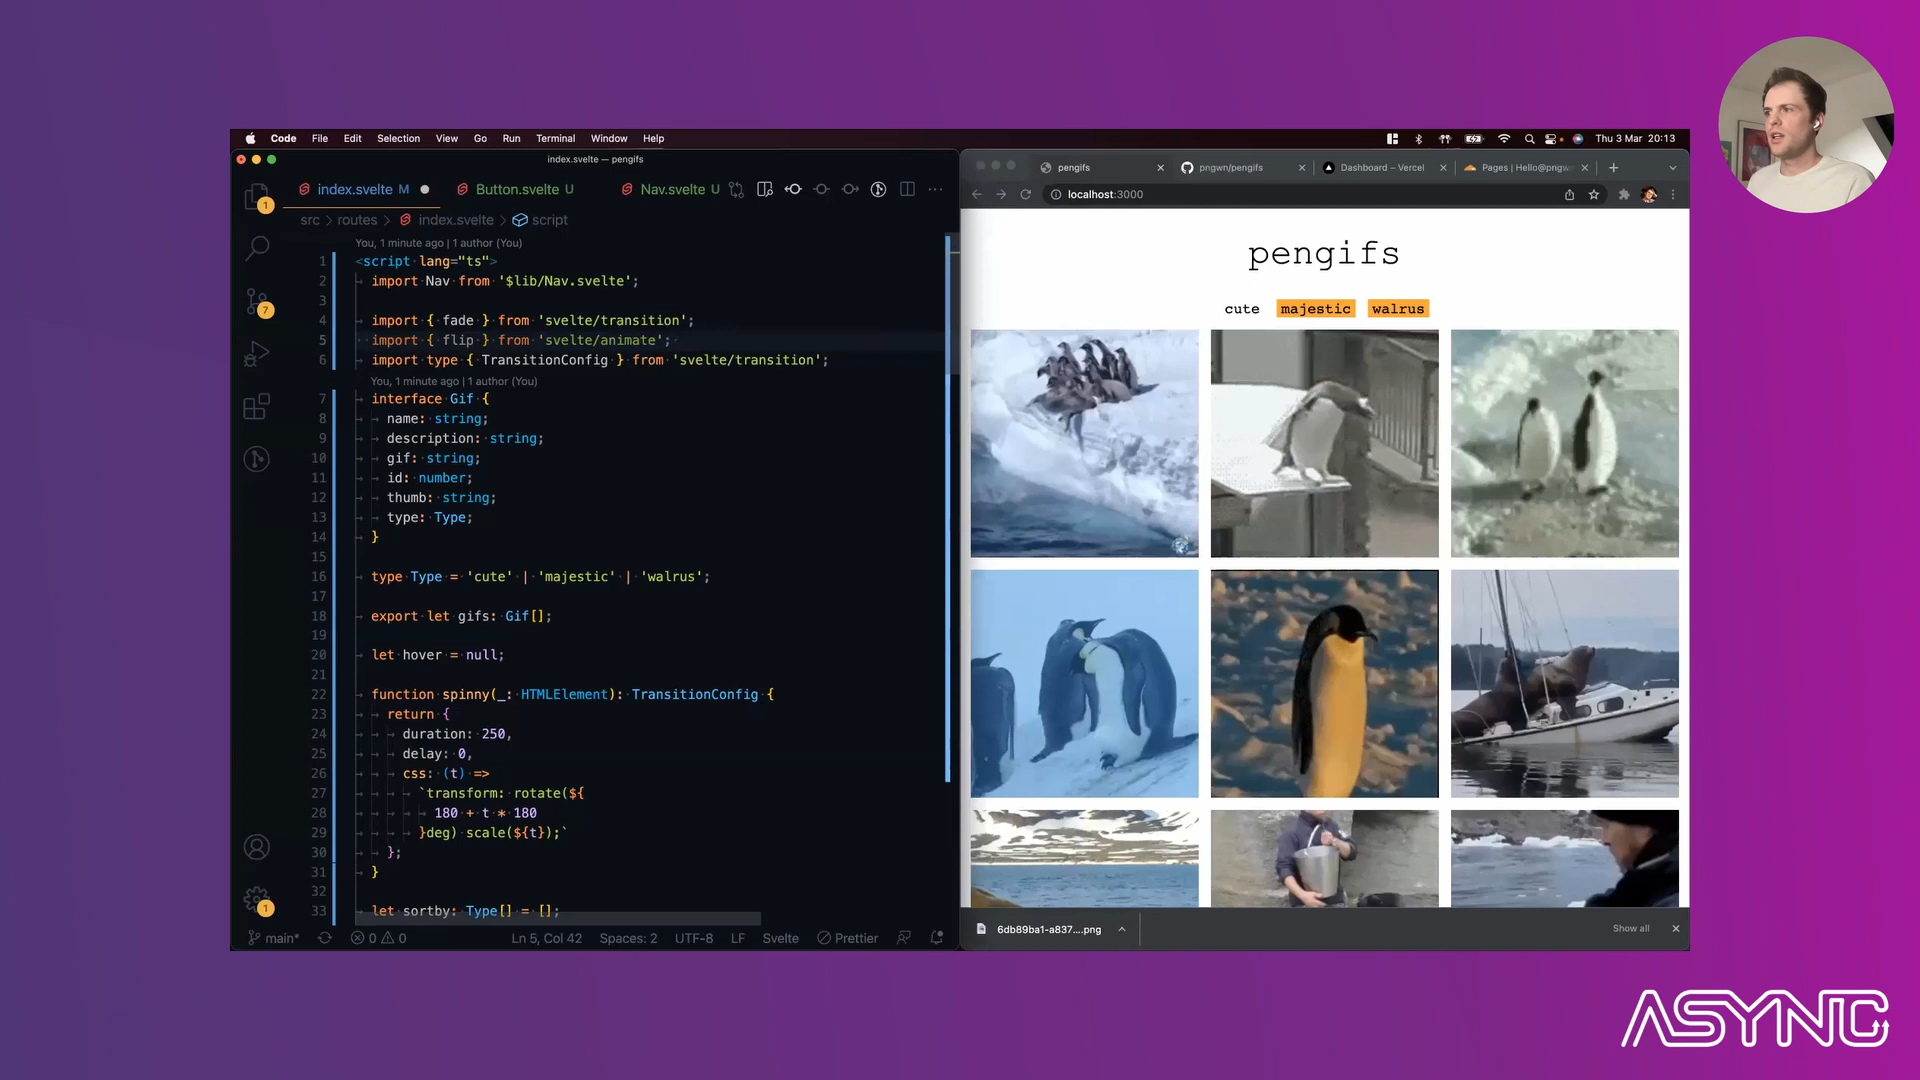 Code File Edit Selection View Go Run Terminal Window Help
Thu 3 Mar 20:13
index.svelte — pengifs
index.svelte M
Button.svelte U
Nav.svelte U
src > routes > index.svelte > script
You, 1 minute ago | 1 author (You)
1 <script lang="ts">
2 import Nav from '$lib/Nav.svelte';
3
4 import { fade } from 'svelte/transition';
5 import { flip } from 'svelte/animate';
6 import type { TransitionConfig } from 'svelte/transition';
You, 1 minute ago | 1 author (You)
7 interface Gif {
8 name: string;
9 description: string;
10 gif: string;
11 id: number;
12 thumb: string;
13 type: Type;
14 }
15
16 type Type = 'cute' | 'majestic' | 'walrus';
17
18 export let gifs: Gif[];
19
20 let hover = null;
21
22 function spinny(_: HTMLElement): TransitionConfig {
23 return {
24 duration: 250,
25 delay: 0,
26 css: (t) =>
27 `transform: rotate(${
28 180 + t * 180
29 }deg) scale(${t});`
30 };
31 }
32
33 let sortby: Type[] = [];
1
7
1
main*
0 0
Ln 5, Col 42
Spaces: 2
UTF-8
LF
Svelte
Prettier
pengifs
pngwn/pengifs
Dashboard – Vercel
Pages | Hello@pngw
localhost:3000
pengifs
cute majestic walrus
6db89ba1-a837....png
Show all
ASYNC